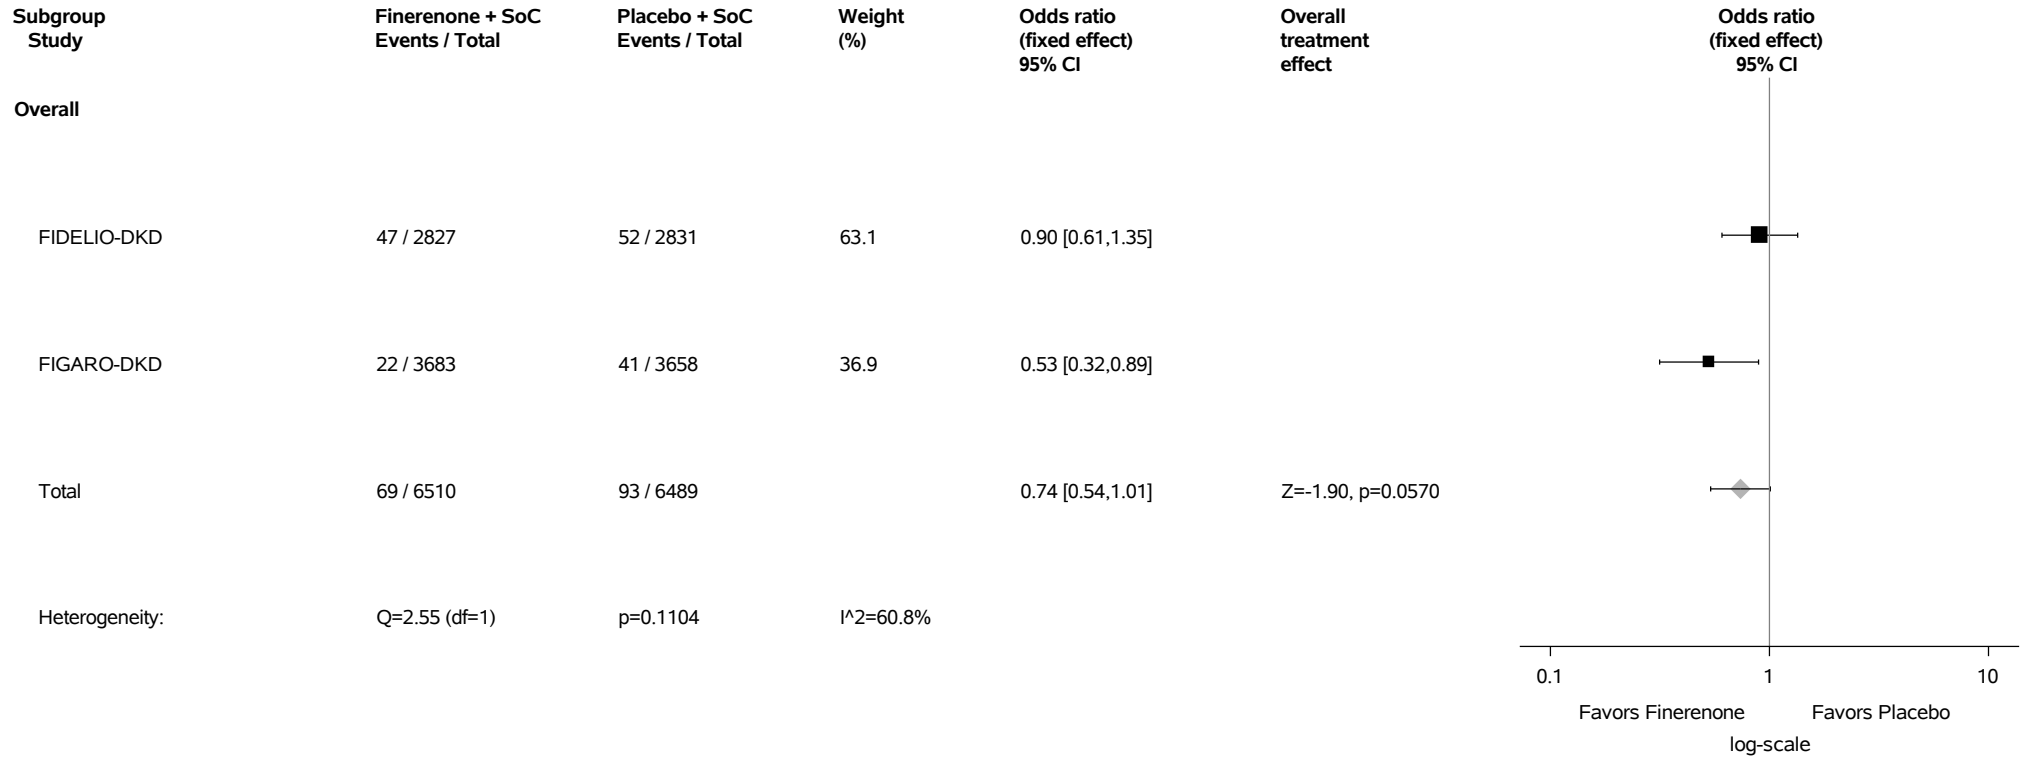 Subgroup Finerenone + SoC Placebo + SoC Weight Odds ratio Overall Odds ratio
Study Events / Total Events / Total (%) (fixed effect) treatment (fixed effect)
95% CI effect 95% CI
Overall
FIDELIO-DKD 47 / 2827 52 / 2831 63.1 0.90 [0.61,1.35]
FIGARO-DKD 22 / 3683 41 / 3658 36.9 0.53 [0.32,0.89]
Total 69 / 6510 93 / 6489 0.74 [0.54,1.01] Z=-1.90, p=0.0570
Heterogeneity: Q=2.55 (df=1) p=0.1104 I^2=60.8%
0.1 1 10
Favors Finerenone Favors Placebo
log-scale